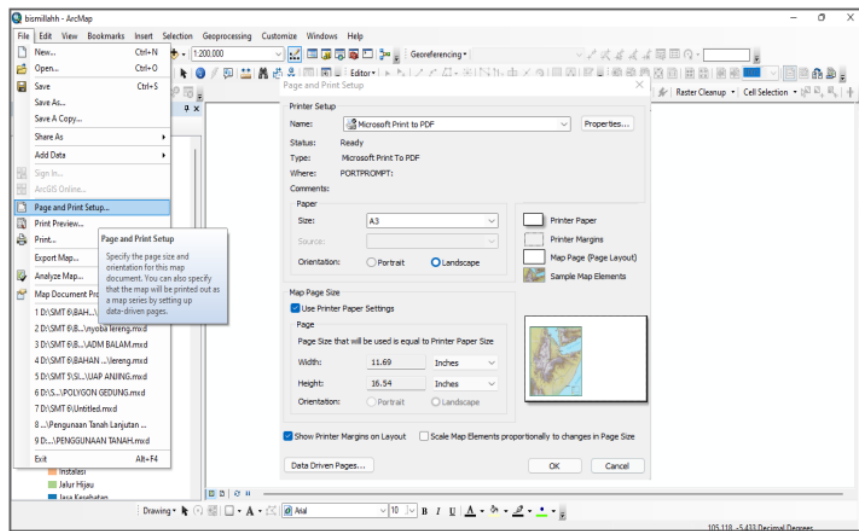 bismillahh - ArcMap
File Edit View Bookmarks Insert Selection Geoprocessing Customize Windows Help
1:200.000 Georeferencing
Editor
Raster Cleanup Cell Selection
New... Ctrl+N
Open... Ctrl+O
Save Ctrl+S
Save As...
Save A Copy...
Share As
Add Data
Sign In...
ArcGIS Online...
Page and Print Setup...
Print Preview...
Print...
Export Map...
Analyze Map...
Map Document Pro
Page and Print Setup
Specify the page size and
orientation for this map
document. You can also specify
that the map will be printed out as
a map series by setting up
data-driven pages.
1 D:\SMT 6\BAH...\
2 D:\SMT 6\B...\nyoba lereng.mxd
3 D:\SMT 6\B...\ADM BALAM.mxd
4 D:\SMT 6\BAHAN ...\lereng.mxd
5 D:\SMT 5\SI...\UAP ANJING.mxd
6 D:\S...\POLYGON GEDUNG.mxd
7 D:\SMT 6\Untitled.mxd
8 ...\Pengunaan Tanah Lanjutan ...
9 D:...\PENGGUNAAN TANAH.mxd
Exit Alt+F4
Instalasi
Jalur Hijau
Jasa Kesehatan
Page and Print Setup
Printer Setup
Name: Microsoft Print to PDF Properties...
Status: Ready
Type: Microsoft Print To PDF
Where: PORTPROMPT:
Comments:
Paper
Size: A3
Source:
Orientation: Portrait Landscape
Printer Paper
Printer Margins
Map Page (Page Layout)
Sample Map Elements
Map Page Size
Use Printer Paper Settings
Page
Page Size that will be used is equal to Printer Paper Size
Width: 11.69 Inches
Height: 16.54 Inches
Orientation: Portrait Landscape
Show Printer Margins on Layout Scale Map Elements proportionally to changes in Page Size
Data Driven Pages... OK Cancel
Drawing A Arial 10 B I U A
105.118 -5.433 Decimal Degrees